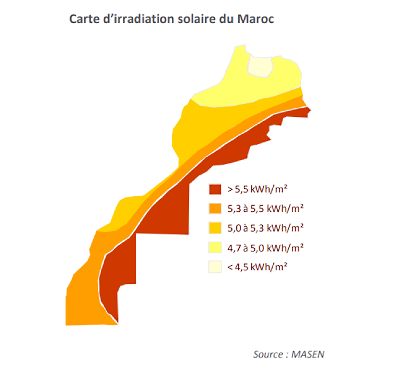 Carte d’irradiation solaire du Maroc
> 5,5 kWh/m²
5,3 à 5,5 kWh/m²
5,0 à 5,3 kWh/m²
4,7 à 5,0 kWh/m²
< 4,5 kWh/m²
Source : MASEN